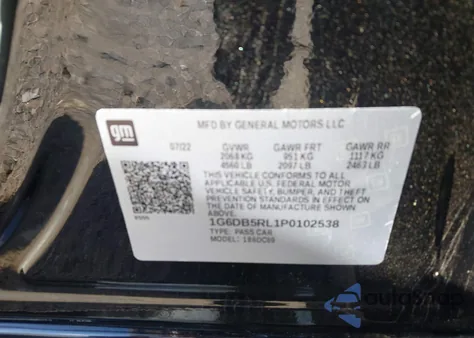 gm
MFD BY GENERAL MOTORS LLC
07/22 GVWR GAWR FRT GAWR RR
2068 KG 951 KG 1117 KG
4560 LB 2097 LB 2463 LB
THIS VEHICLE CONFORMS TO ALL
APPLICABLE U.S. FEDERAL MOTOR
VEHICLE SAFETY, BUMPER, AND THEFT
PREVENTION STANDARDS IN EFFECT ON
THE DATE OF MANUFACTURE SHOWN
ABOVE.
1G6DB5RL1P0102538
TYPE: PASS CAR